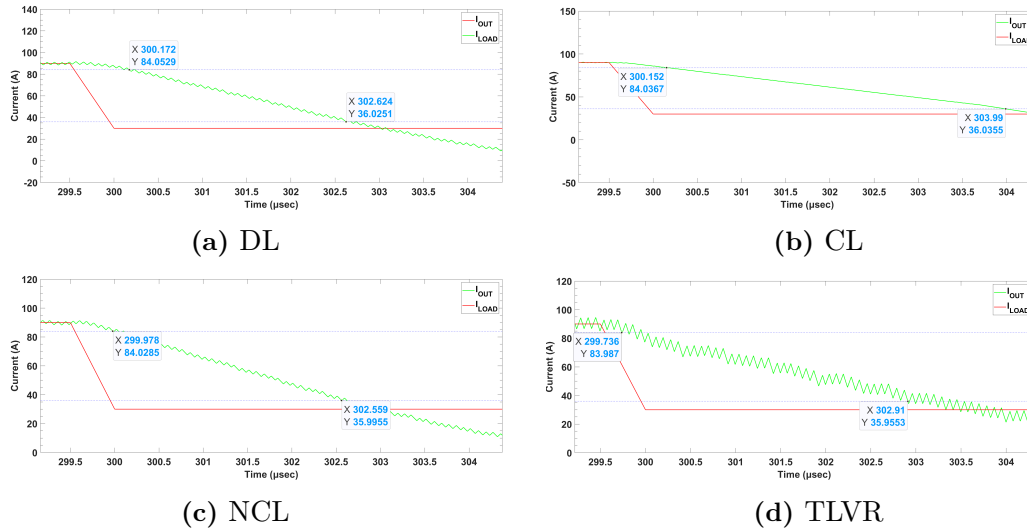 I_OUT
I_LOAD
X 300.172
Y 84.0529
X 302.624
Y 36.0251
Current (A)
140
120
100
80
60
40
20
0
-20
299.5 300 300.5 301 301.5 302 302.5 303 303.5 304
Time (µsec)
(a) DL
I_OUT
I_LOAD
X 300.152
Y 84.0367
X 303.99
Y 36.0355
Current (A)
150
100
50
0
-50
299.5 300 300.5 301 301.5 302 302.5 303 303.5 304
Time (µsec)
(b) CL
I_OUT
I_LOAD
X 299.978
Y 84.0285
X 302.559
Y 35.9955
Current (A)
120
100
80
60
40
20
0
299.5 300 300.5 301 301.5 302 302.5 303 303.5 304
Time (µsec)
(c) NCL
I_OUT
I_LOAD
X 299.736
Y 83.987
X 302.91
Y 35.9553
Current (A)
120
100
80
60
40
20
0
299.5 300 300.5 301 301.5 302 302.5 303 303.5 304
Time (µsec)
(d) TLVR